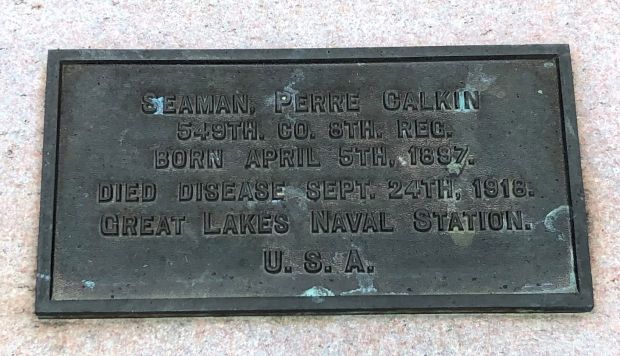 SEAMAN, PERRE CALKIN
549TH. CO. 8TH. REG.
BORN APRIL 5TH, 1897.
DIED DISEASE SEPT. 24TH, 1918.
GREAT LAKES NAVAL STATION.
U. S. A.